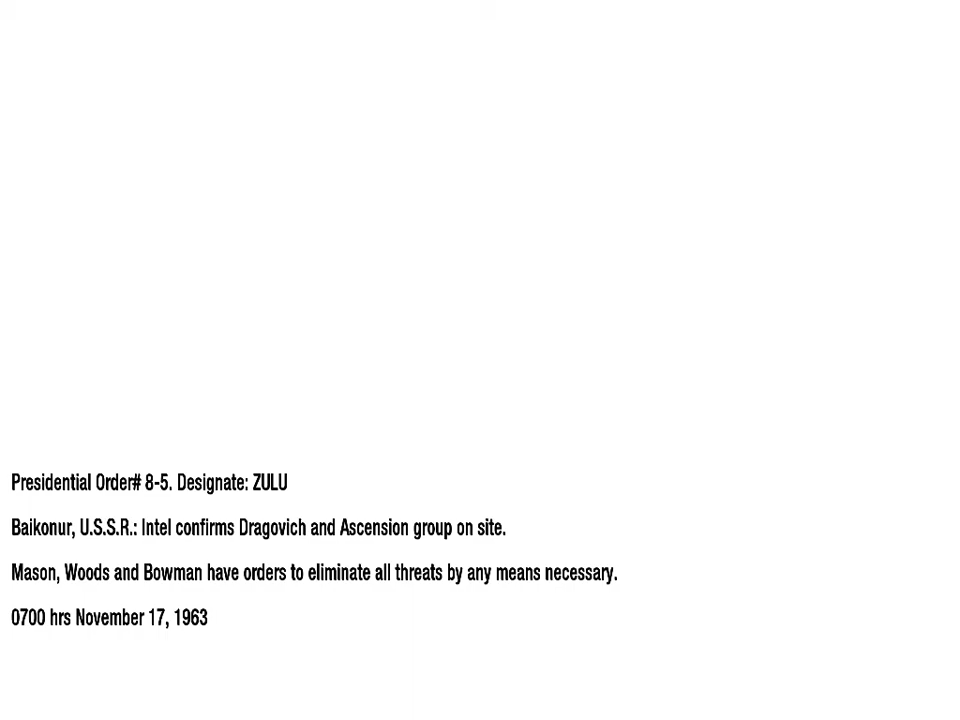 Presidential Order# 8-5. Designate: ZULU
Baikonur, U.S.S.R.: Intel confirms Dragovich and Ascension group on site.
Mason, Woods and Bowman have orders to eliminate all threats by any means necessary.
0700 hrs November 17, 1963